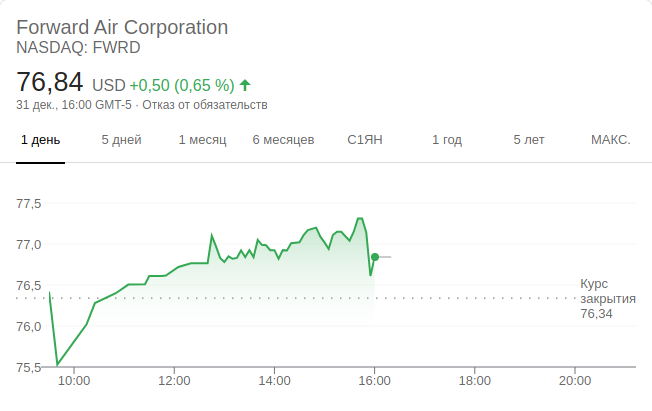 Forward Air Corporation
NASDAQ: FWRD
76,84 USD +0,50 (0,65 %)
31 дек., 16:00 GMT-5 · Отказ от обязательств
1 день 5 дней 1 месяц 6 месяцев С1ЯН 1 год 5 лет МАКС.
77,5
77,0
76,5
76,0
75,5
Курс
закрытия
76,34
10:00 12:00 14:00 16:00 18:00 20:00